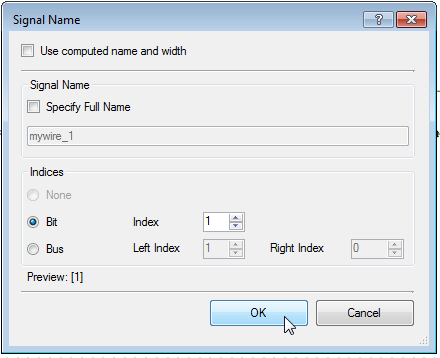 Signal Name
?
Use computed name and width
Signal Name
Specify Full Name
mywire_1
Indices
None
Bit Index 1
Bus Left Index 1 Right Index 0
Preview: [1]
OK Cancel